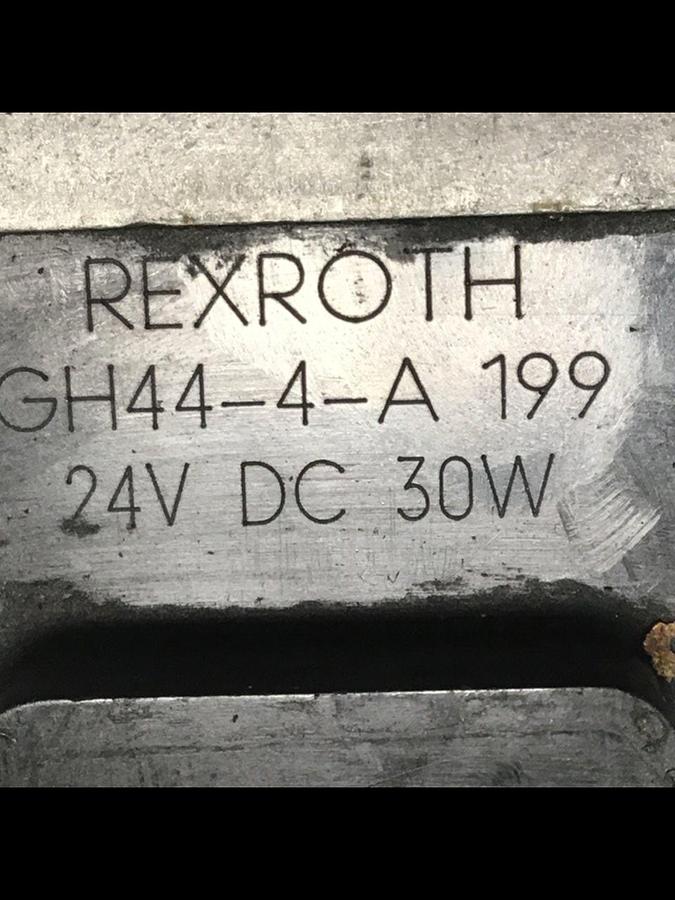 REXROTH
GH44-4-A 199
24V DC 30W